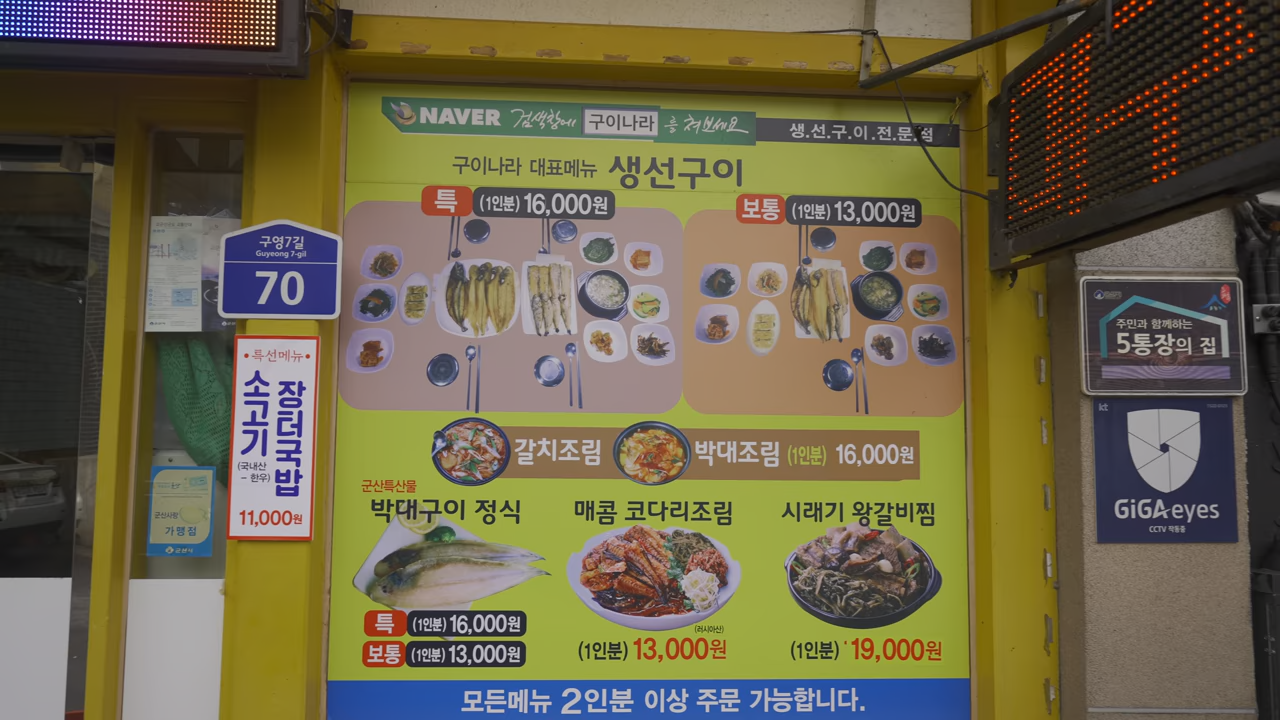 NAVER 검색창에 구이나라 를 쳐보세요
생.선.구.이.전.문.점
구이나라 대표메뉴 생선구이
특 (1인분) 16,000원
보통 (1인분) 13,000원
구영7길
Guyeong 7-gil
70
•특선메뉴•
소고기
장터국밥
(국내산
- 한우)
11,000원
가맹점
갈치조림
박대조림 (1인분) 16,000원
군산특산물
박대구이 정식
특 (1인분) 16,000원
보통 (1인분) 13,000원
매콤 코다리조림
(러시아산)
(1인분) 13,000원
시래기 왕갈비찜
(1인분) 19,000원
모든메뉴 2인분 이상 주문 가능합니다.
주민과 함께하는
5통장의 집
kt
GiGAeyes
CCTV 작동중